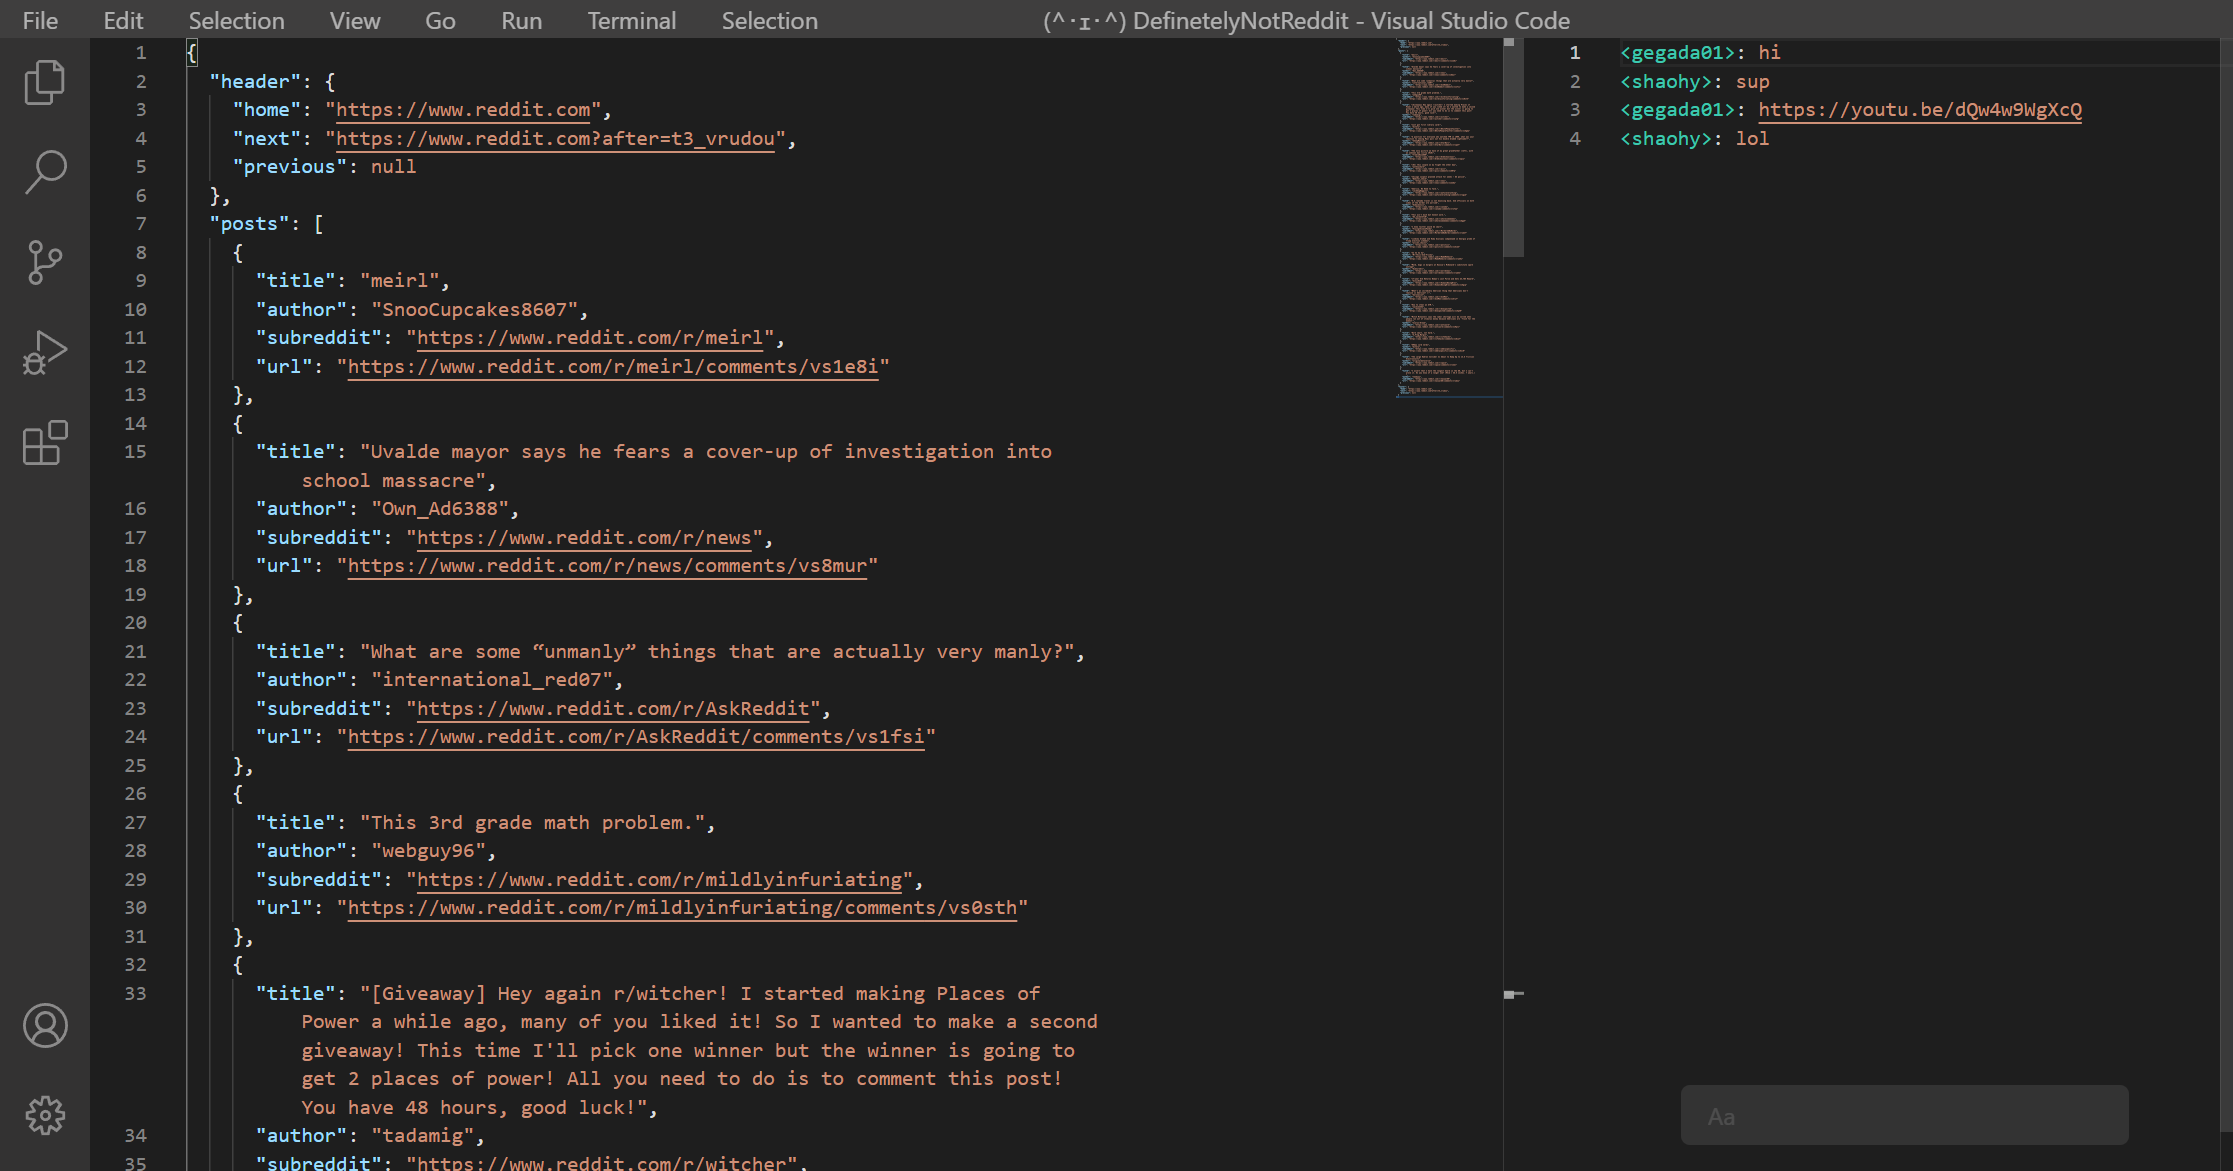 File Edit Selection View Go Run Terminal Selection (^･ɪ･^) DefinetelyNotReddit - Visual Studio Code
1 {
2 "header": {
3 "home": "https://www.reddit.com",
4 "next": "https://www.reddit.com?after=t3_vrudou",
5 "previous": null
6 },
7 "posts": [
8 {
9 "title": "meirl",
10 "author": "SnooCupcakes8607",
11 "subreddit": "https://www.reddit.com/r/meirl",
12 "url": "https://www.reddit.com/r/meirl/comments/vs1e8i"
13 },
14 {
15 "title": "Uvalde mayor says he fears a cover-up of investigation into
school massacre",
16 "author": "Own_Ad6388",
17 "subreddit": "https://www.reddit.com/r/news",
18 "url": "https://www.reddit.com/r/news/comments/vs8mur"
19 },
20 {
21 "title": "What are some “unmanly” things that are actually very manly?",
22 "author": "international_red07",
23 "subreddit": "https://www.reddit.com/r/AskReddit",
24 "url": "https://www.reddit.com/r/AskReddit/comments/vs1fsi"
25 },
26 {
27 "title": "This 3rd grade math problem.",
28 "author": "webguy96",
29 "subreddit": "https://www.reddit.com/r/mildlyinfuriating",
30 "url": "https://www.reddit.com/r/mildlyinfuriating/comments/vs0sth"
31 },
32 {
33 "title": "[Giveaway] Hey again r/witcher! I started making Places of
Power a while ago, many of you liked it! So I wanted to make a second
giveaway! This time I'll pick one winner but the winner is going to
get 2 places of power! All you need to do is to comment this post!
You have 48 hours, good luck!",
34 "author": "tadamig",
35 "subreddit": "https://www.reddit.com/r/witcher",
1 <gegada01>: hi
2 <shaohy>: sup
3 <gegada01>: https://youtu.be/dQw4w9WgXcQ
4 <shaohy>: lol
Aa